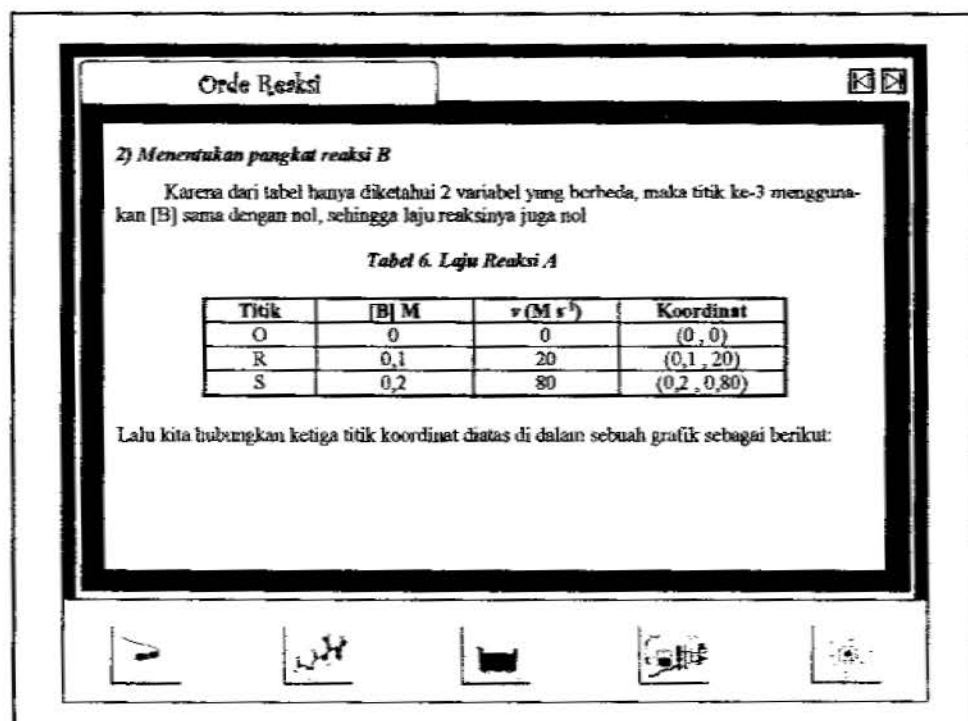 Orde Reaksi
2) Menentukan pangkat reaksi B
Karena dari tabel hanya diketahui 2 variabel yang berbeda, maka titik ke-3 mengguna-
kan [B] sama dengan nol, sehingga laju reaksinya juga nol
Tabel 6. Laju Reaksi A
Titik [B] M v (M s⁻¹) Koordinat
O 0 0 (0 , 0)
R 0,1 20 (0,1 , 20)
S 0,2 80 (0,2 , 0,80)
Lalu kita hubungkan ketiga titik koordinat diatas di dalam sebuah grafik sebagai berikut: